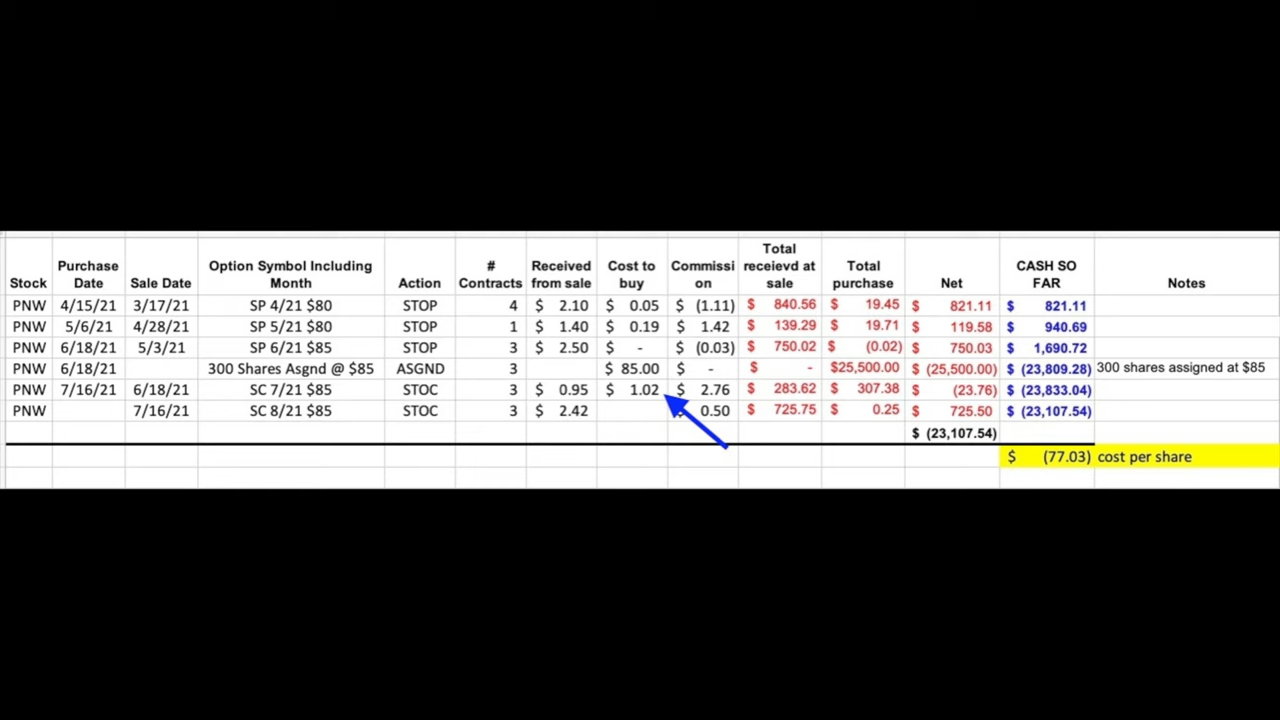 Stock Purchase Date Sale Date Option Symbol Including Month Action # Contracts Received from sale Cost to buy Commissi on Total receievd at sale Total purchase Net CASH SO FAR Notes
PNW 4/15/21 3/17/21 SP 4/21 $80 STOP 4 $ 2.10 $ 0.05 $ (1.11) $ 840.56 $ 19.45 $ 821.11 $ 821.11
PNW 5/6/21 4/28/21 SP 5/21 $80 STOP 1 $ 1.40 $ 0.19 $ 1.42 $ 139.29 $ 19.71 $ 119.58 $ 940.69
PNW 6/18/21 5/3/21 SP 6/21 $85 STOP 3 $ 2.50 $ - $ (0.03) $ 750.02 $ (0.02) $ 750.03 $ 1,690.72
PNW 6/18/21 300 Shares Asgnd @ $85 ASGND 3 $ 85.00 $ - $ - $25,500.00 $ (25,500.00) $ (23,809.28) 300 shares assigned at $85
PNW 7/16/21 6/18/21 SC 7/21 $85 STOC 3 $ 0.95 $ 1.02 $ 2.76 $ 283.62 $ 307.38 $ (23.76) $ (23,833.04)
PNW 7/16/21 SC 8/21 $85 STOC 3 $ 2.42 $ 0.50 $ 725.75 $ 0.25 $ 725.50 $ (23,107.54)
$ (23,107.54)
$ (77.03) cost per share